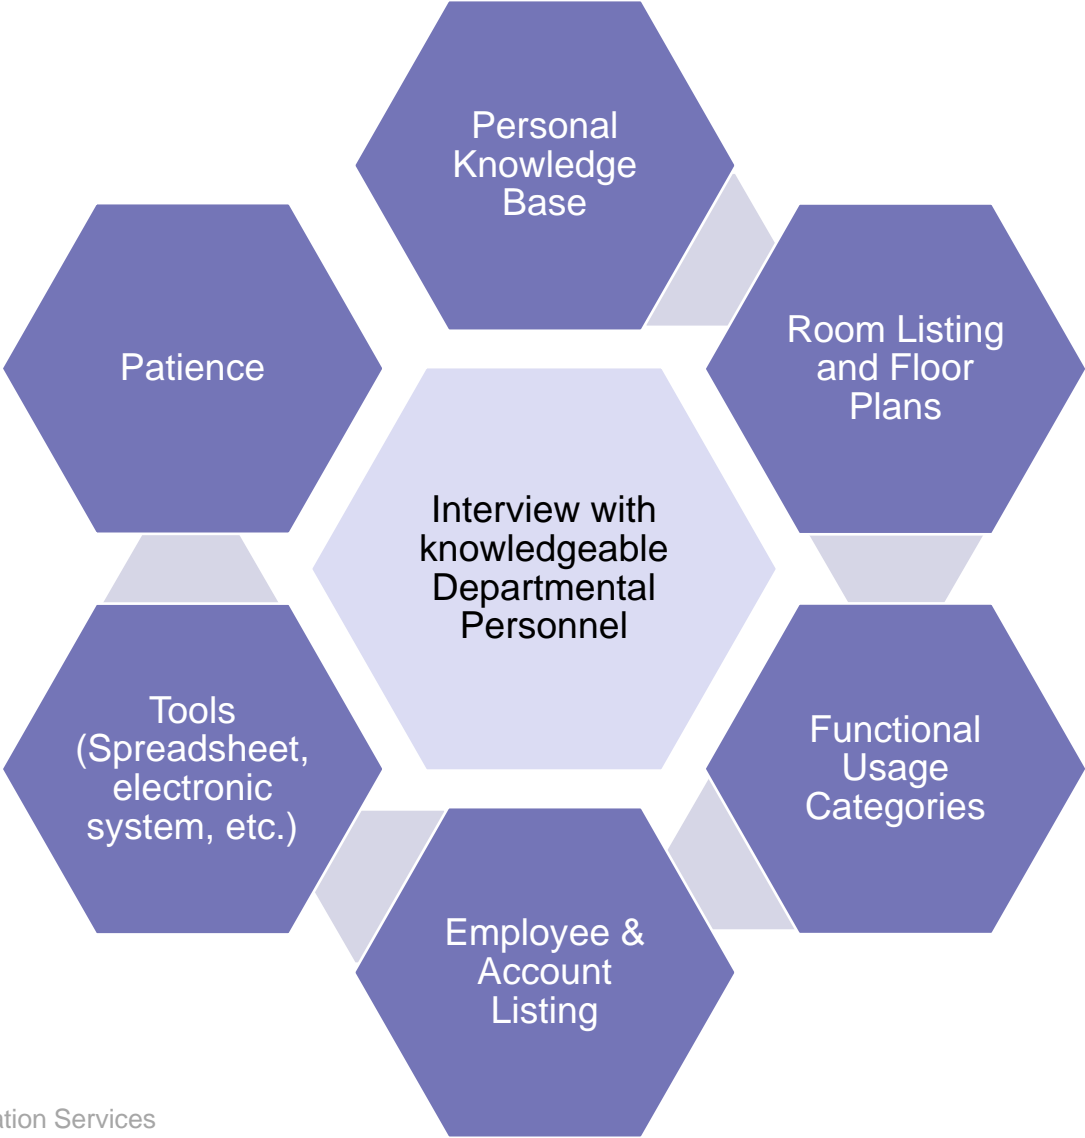 Personal
Knowledge
Base
Room Listing
and Floor
Plans
Patience
Interview with
knowledgeable
Departmental
Personnel
Tools
(Spreadsheet,
electronic
system, etc.)
Functional
Usage
Categories
Employee &
Account
Listing
Services